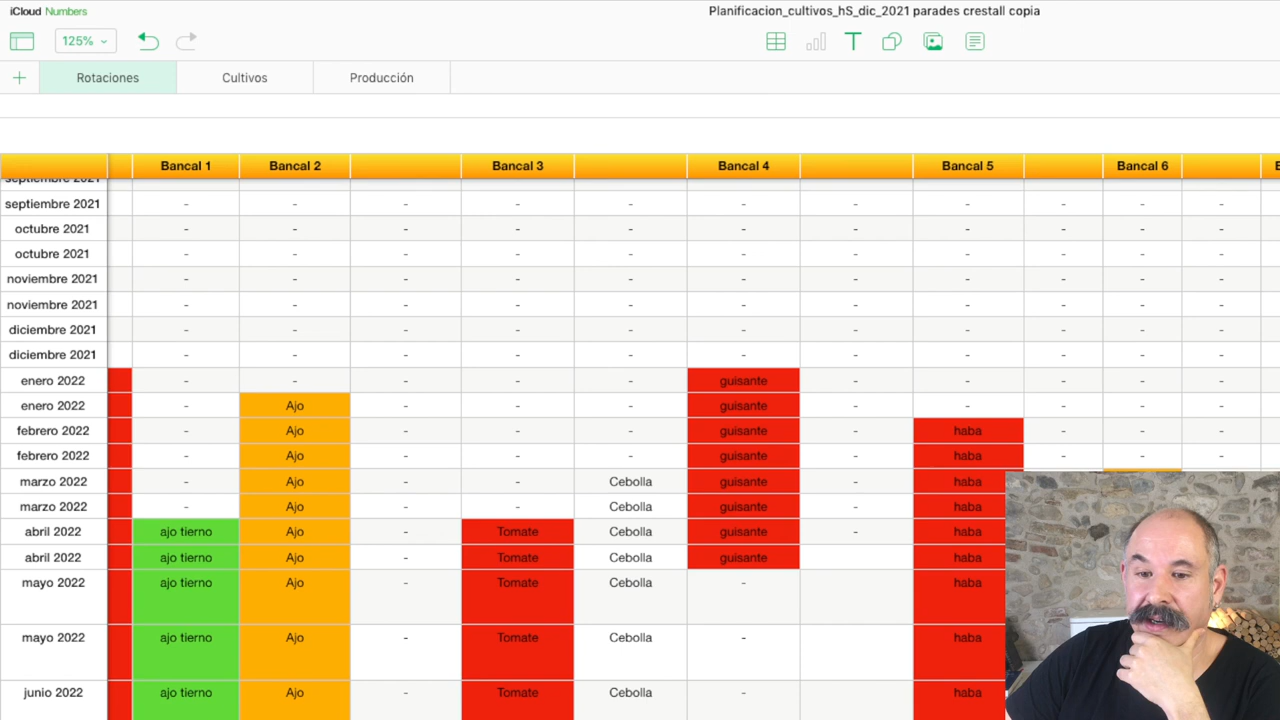 iCloud Numbers
Planificacion_cultivos_hS_dic_2021 parades crestall copia
125%
Rotaciones Cultivos Producción
Bancal 1 Bancal 2 Bancal 3 Bancal 4 Bancal 5 Bancal 6
septiembre 2021
septiembre 2021 - - - - - - - - - -
octubre 2021 - - - - - - - - - -
octubre 2021 - - - - - - - - - -
noviembre 2021 - - - - - - - - - -
noviembre 2021 - - - - - - - - - -
diciembre 2021 - - - - - - - - - -
diciembre 2021 - - - - - - - - - -
enero 2022 - - - - - guisante - - - - -
enero 2022 - Ajo - - - guisante - - - - -
febrero 2022 - Ajo - - - guisante - haba - - -
febrero 2022 - Ajo - - - guisante - haba - - -
marzo 2022 - Ajo - - Cebolla guisante - haba
marzo 2022 - Ajo - - Cebolla guisante - haba
abril 2022 ajo tierno Ajo - Tomate Cebolla guisante - haba
abril 2022 ajo tierno Ajo - Tomate Cebolla guisante haba
mayo 2022 ajo tierno Ajo - Tomate Cebolla - haba
mayo 2022 ajo tierno Ajo - Tomate Cebolla - haba
junio 2022 ajo tierno Ajo - Tomate Cebolla - haba